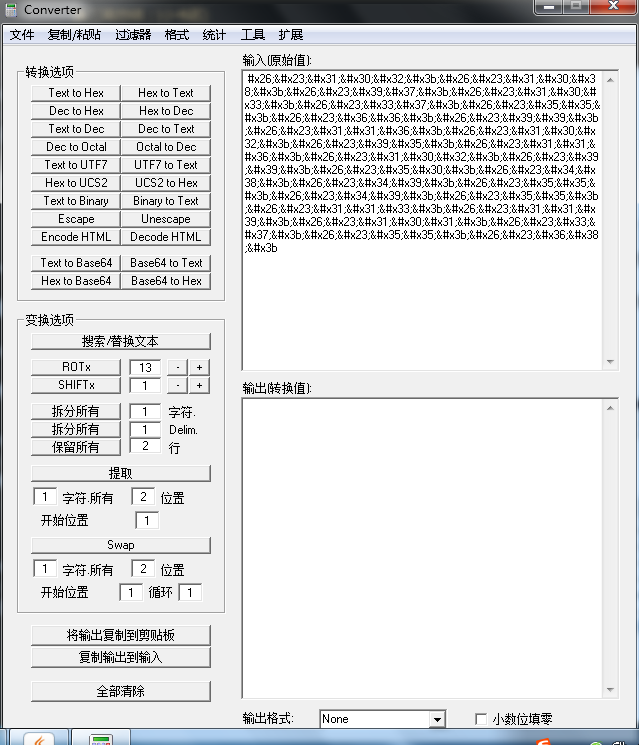 Converter
文件 复制/粘贴 过滤器 格式 统计 工具 扩展
转换选项
Text to Hex Hex to Text
Dec to Hex Hex to Dec
Text to Dec Dec to Text
Dec to Octal Octal to Dec
Text to UTF7 UTF7 to Text
Hex to UCS2 UCS2 to Hex
Text to Binary Binary to Text
Escape Unescape
Encode HTML Decode HTML
Text to Base64 Base64 to Text
Hex to Base64 Base64 to Hex
变换选项
搜索/替换文本
ROTx 13 - +
SHIFTx 1 - +
拆分所有 1 字符.
拆分所有 1 Delim.
保留所有 2 行
提取
1 字符.所有 2 位置
开始位置 1
Swap
1 字符.所有 2 位置
开始位置 1 循环 1
将输出复制到剪贴板
复制输出到输入
全部清除
输入(原始值):
&#x26;&#x23;&#x31;&#x30;&#x32;&#x3b;&#x26;&#x23;&#x31;&#x30;&#x3
8;&#x3b;&#x26;&#x23;&#x39;&#x37;&#x3b;&#x26;&#x23;&#x31;&#x30;
&#x33;&#x3b;&#x26;&#x23;&#x33;&#x37;&#x3b;&#x26;&#x23;&#x35;&#x35;&
#x3b;&#x26;&#x23;&#x36;&#x36;&#x3b;&#x26;&#x23;&#x39;&#x39;&#x3b;
&#x26;&#x23;&#x31;&#x31;&#x36;&#x3b;&#x26;&#x23;&#x31;&#x30;&#x
32;&#x3b;&#x26;&#x23;&#x39;&#x35;&#x3b;&#x26;&#x23;&#x31;&#x31;
&#x36;&#x3b;&#x26;&#x23;&#x31;&#x30;&#x32;&#x3b;&#x26;&#x23;&#x39
;&#x39;&#x3b;&#x26;&#x23;&#x35;&#x30;&#x3b;&#x26;&#x23;&#x34;&#x
38;&#x3b;&#x26;&#x23;&#x34;&#x39;&#x3b;&#x26;&#x23;&#x35;&#x35;&
#x3b;&#x26;&#x23;&#x34;&#x39;&#x3b;&#x26;&#x23;&#x35;&#x35;&#x3b;
&#x26;&#x23;&#x31;&#x31;&#x33;&#x3b;&#x26;&#x23;&#x31;&#x31;&#x
39;&#x3b;&#x26;&#x23;&#x31;&#x30;&#x31;&#x3b;&#x26;&#x23;&#x33;
&#x37;&#x3b;&#x26;&#x23;&#x35;&#x35;&#x3b;&#x26;&#x23;&#x36;&#x38
;&#x3b
输出(转换值):
输出格式: None 小数位填零